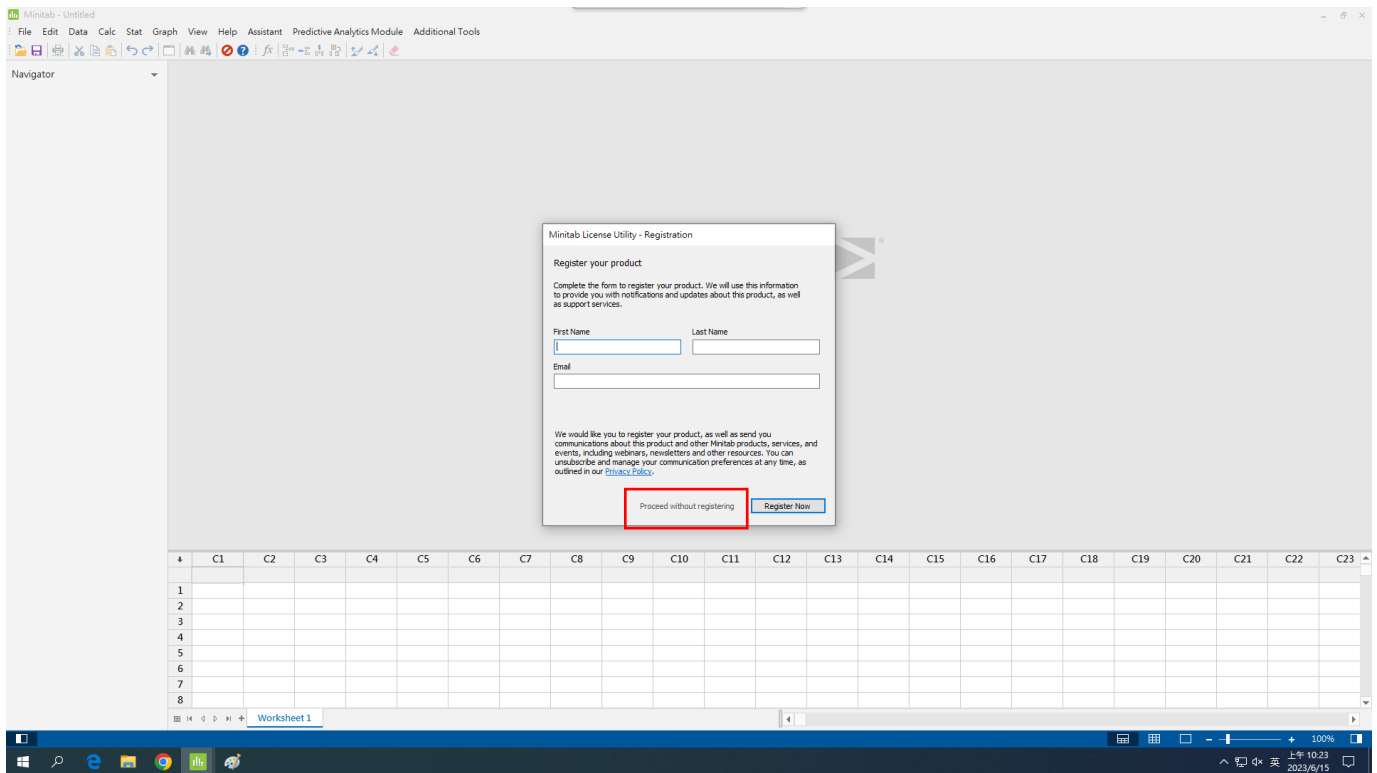 Minitab - Untitled
File Edit Data Calc Stat Graph View Help Assistant Predictive Analytics Module Additional Tools
Navigator
Minitab License Utility - Registration
Register your product
Complete the form to register your product. We will use this information
to provide you with notifications and updates about this product, as well
as support services.
First Name Last Name
Email
We would like you to register your product, as well as send you
communications about this product and other Minitab products, services, and
events, including webinars, newsletters and other resources. You can
unsubscribe and manage your communication preferences at any time, as
outlined in our Privacy Policy.
Proceed without registering Register Now
C1 C2 C3 C4 C5 C6 C7 C8 C9 C10 C11 C12 C13 C14 C15 C16 C17 C18 C19 C20 C21 C22 C23
1
2
3
4
5
6
7
8
Worksheet 1
100%
英 上午 10:23
2023/6/15